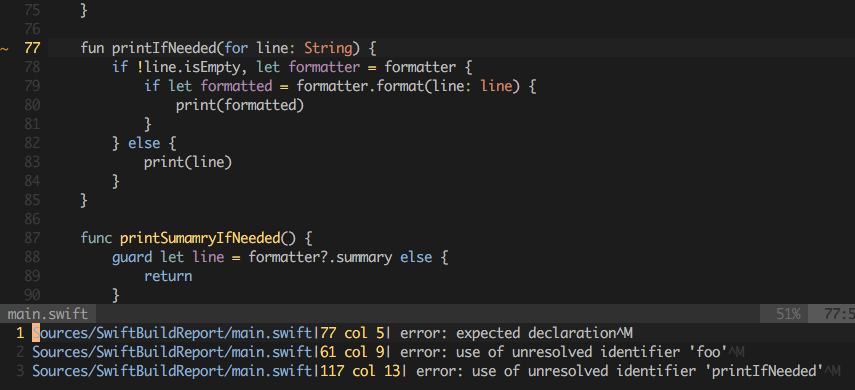 75     }
76
~ 77     fun printIfNeeded(for line: String) {
78         if !line.isEmpty, let formatter = formatter {
79             if let formatted = formatter.format(line: line) {
80                 print(formatted)
81             }
82         } else {
83             print(line)
84         }
85     }
86
87     func printSumamryIfNeeded() {
88         guard let line = formatter?.summary else {
89             return
90         }
main.swift 51% 77:5
1 Sources/SwiftBuildReport/main.swift|77 col 5| error: expected declaration^M
2 Sources/SwiftBuildReport/main.swift|61 col 9| error: use of unresolved identifier 'foo'^M
3 Sources/SwiftBuildReport/main.swift|117 col 13| error: use of unresolved identifier 'printIfNeeded'^M